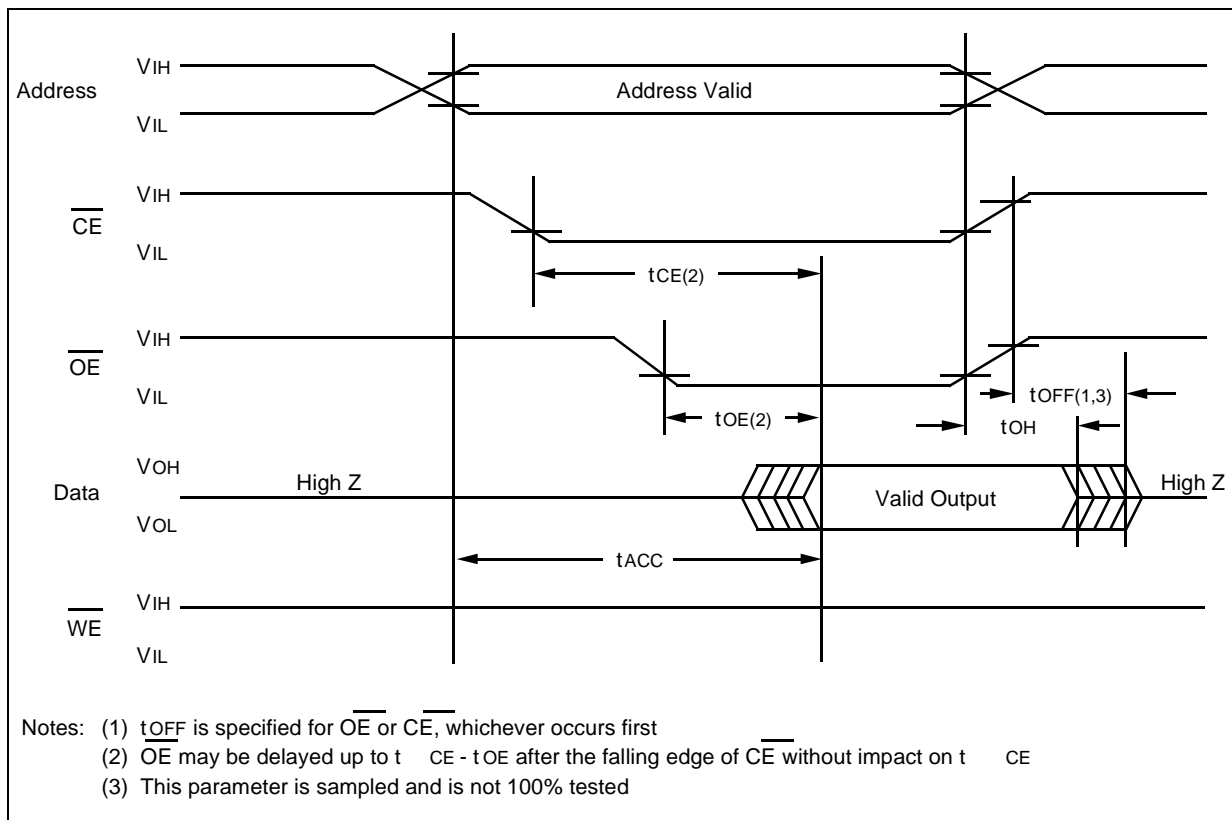 VIH
Address
Address Valid
VIL
VIH
CE
VIL
tCE(2)
VIH
OE
VIL
tOFF(1,3)
tOE(2)
tOH
VOH
High Z
Data
Valid Output
High Z
VOL
tACC
VIH
WE
VIL
Notes: (1) tOFF is specified for OE or CE, whichever occurs first
(2) OE may be delayed up to t CE - tOE after the falling edge of CE without impact on t CE
(3) This parameter is sampled and is not 100% tested